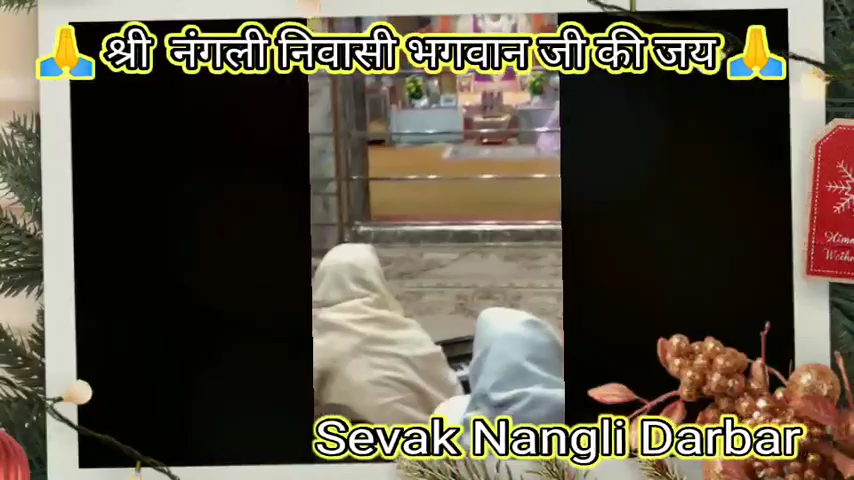 🙏 श्री नंगली निवासी भगवान जी की जय 🙏
Sevak Nangli Darbar